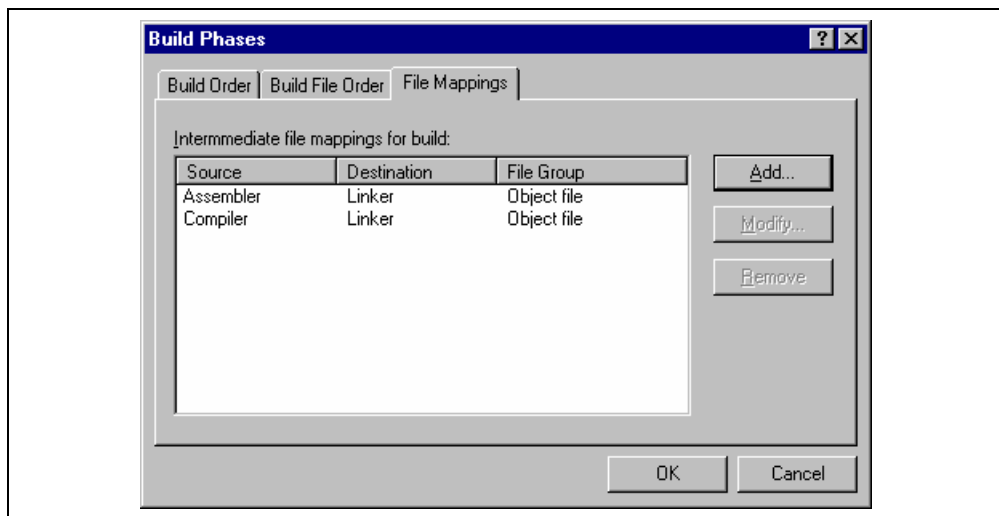 Build Phases
Build Order Build File Order File Mappings
Intermmediate file mappings for build:
Source Destination File Group
Assembler Linker Object file
Compiler Linker Object file
Add...
Modify...
Remove
OK Cancel